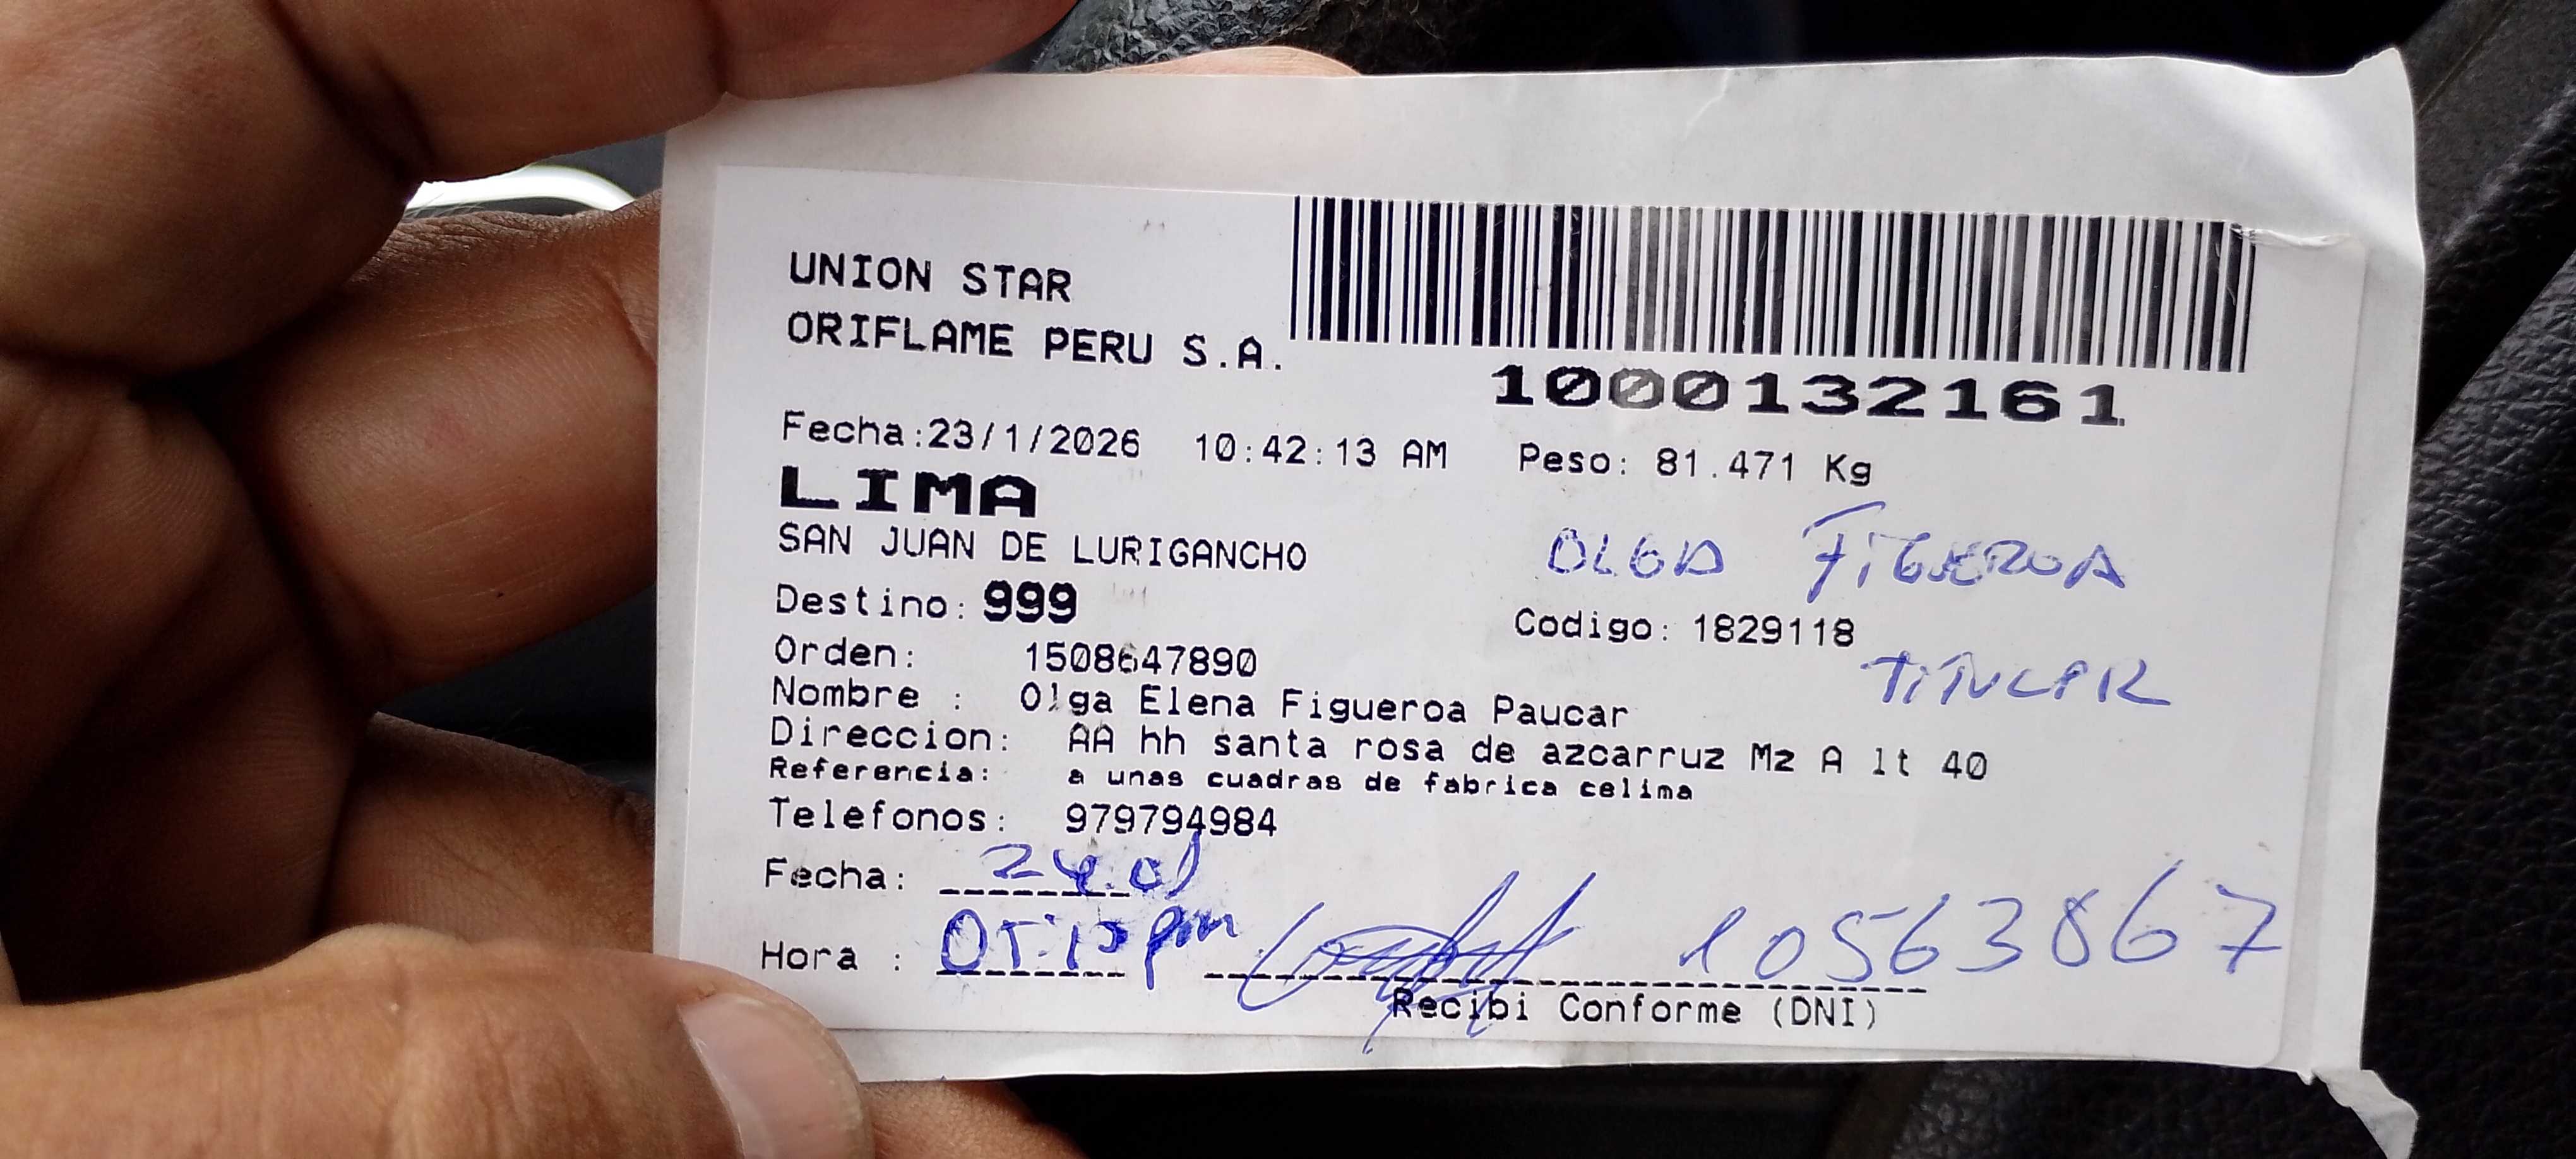 UNION STAR
ORIFLAME PERU S.A.
1000132161
Fecha:23/1/2026 10:42:13 AM Peso: 81.471 Kg
LIMA
SAN JUAN DE LURIGANCHO
OLGA FIGUEROA
Destino: 999
Codigo: 1829118
Orden: 1508647890
TITULAR
Nombre : Olga Elena Figueroa Paucar
Direccion: AA hh santa rosa de azcarruz Mz A lt 40
Referencia: a unas cuadras de fabrica celima
Telefonos: 979794984
Fecha: 24.01
Hora : pm 10563867
Recibi Conforme (DNI)